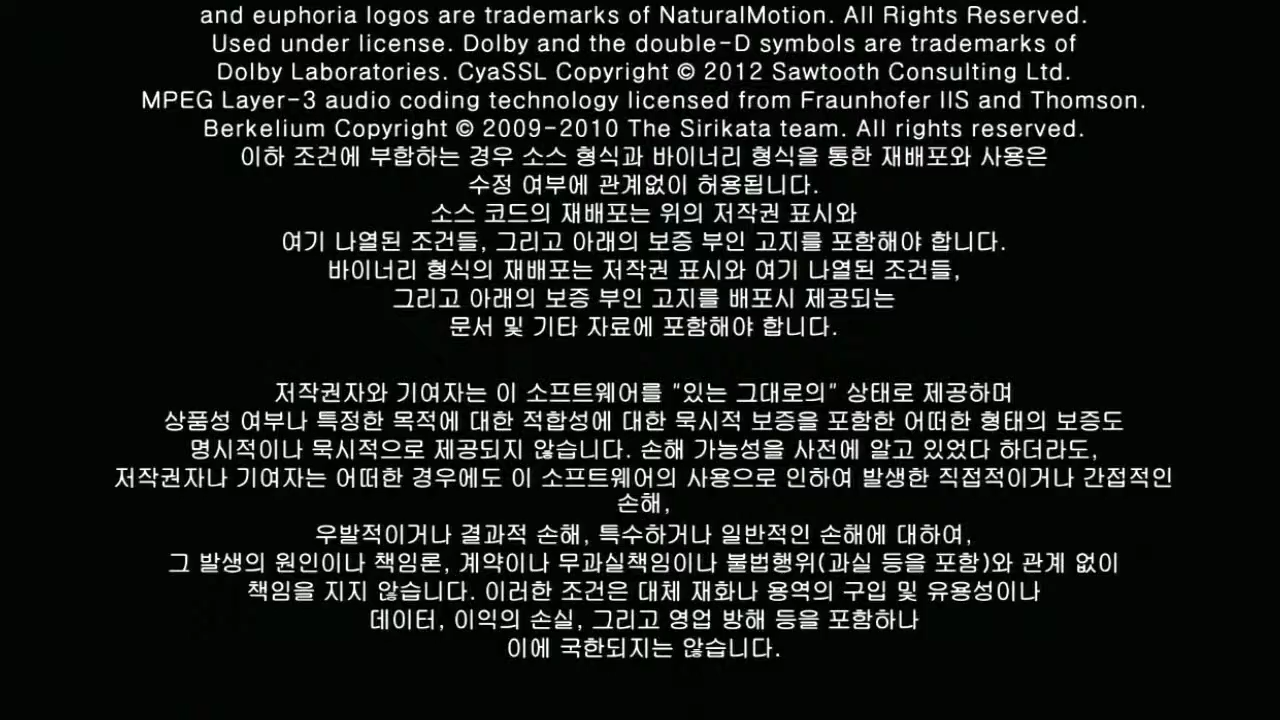 and euphoria logos are trademarks of NaturalMotion. All Rights Reserved.
Used under license. Dolby and the double-D symbols are trademarks of
Dolby Laboratories. CyaSSL Copyright © 2012 Sawtooth Consulting Ltd.
MPEG Layer-3 audio coding technology licensed from Fraunhofer IIS and Thomson.
Berkelium Copyright © 2009-2010 The Sirikata team. All rights reserved.
이하 조건에 부합하는 경우 소스 형식과 바이너리 형식을 통한 재배포와 사용은
수정 여부에 관계없이 허용됩니다.
소스 코드의 재배포는 위의 저작권 표시와
여기 나열된 조건들, 그리고 아래의 보증 부인 고지를 포함해야 합니다.
바이너리 형식의 재배포는 저작권 표시와 여기 나열된 조건들,
그리고 아래의 보증 부인 고지를 배포시 제공되는
문서 및 기타 자료에 포함해야 합니다.
저작권자와 기여자는 이 소프트웨어를 "있는 그대로의" 상태로 제공하며
상품성 여부나 특정한 목적에 대한 적합성에 대한 묵시적 보증을 포함한 어떠한 형태의 보증도
명시적이나 묵시적으로 제공되지 않습니다. 손해 가능성을 사전에 알고 있었다 하더라도,
저작권자나 기여자는 어떠한 경우에도 이 소프트웨어의 사용으로 인하여 발생한 직접적이거나 간접적인
손해,
우발적이거나 결과적 손해, 특수하거나 일반적인 손해에 대하여,
그 발생의 원인이나 책임론, 계약이나 무과실책임이나 불법행위(과실 등을 포함)와 관계 없이
책임을 지지 않습니다. 이러한 조건은 대체 재화나 용역의 구입 및 유용성이나
데이터, 이익의 손실, 그리고 영업 방해 등을 포함하나
이에 국한되지는 않습니다.